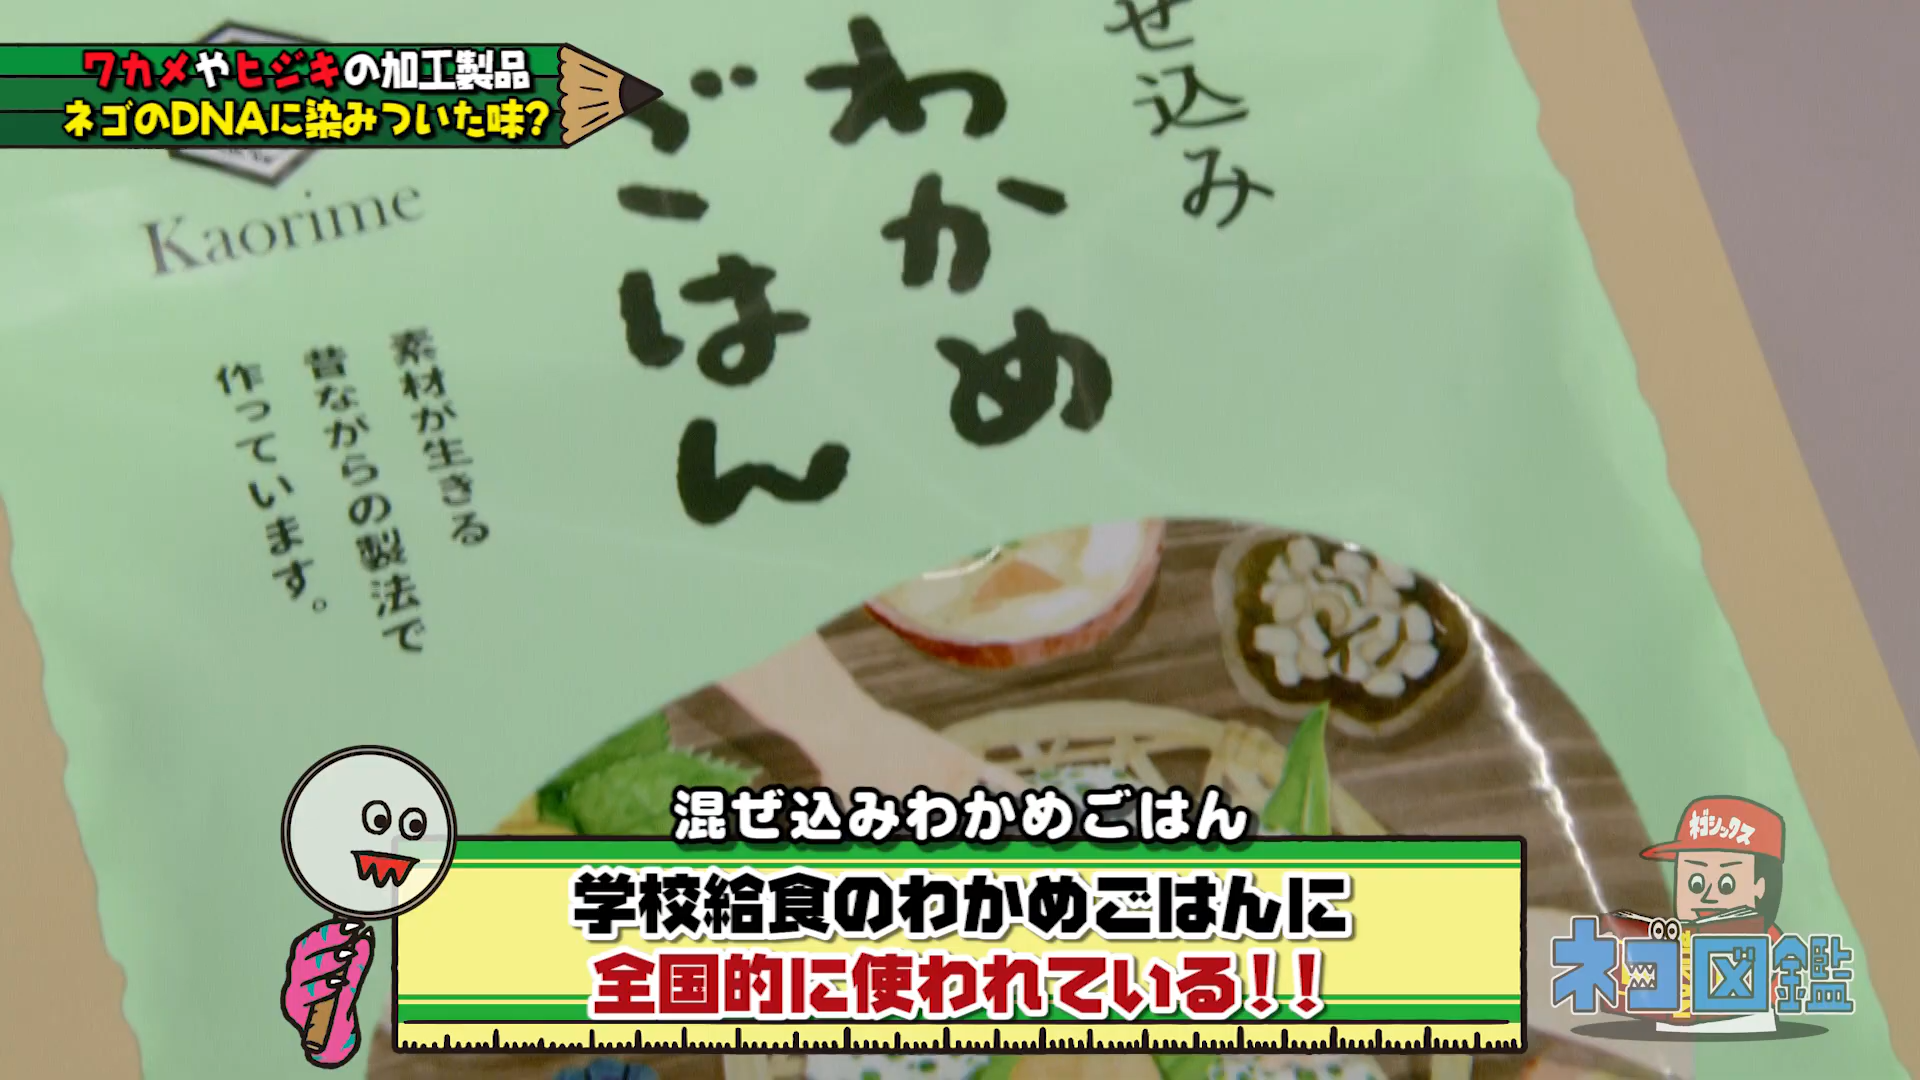 ワカメやヒジキの加工製品
ネゴのDNAに染みついた味?
ぜ込み
わかめ
ごはん
Kaorime
素材が生きる
昔ながらの製法で
作っています。
混ぜ込みわかめごはん
学校給食のわかめごはんに
全国的に使われている!!
ネゴシックス
ネゴ図鑑